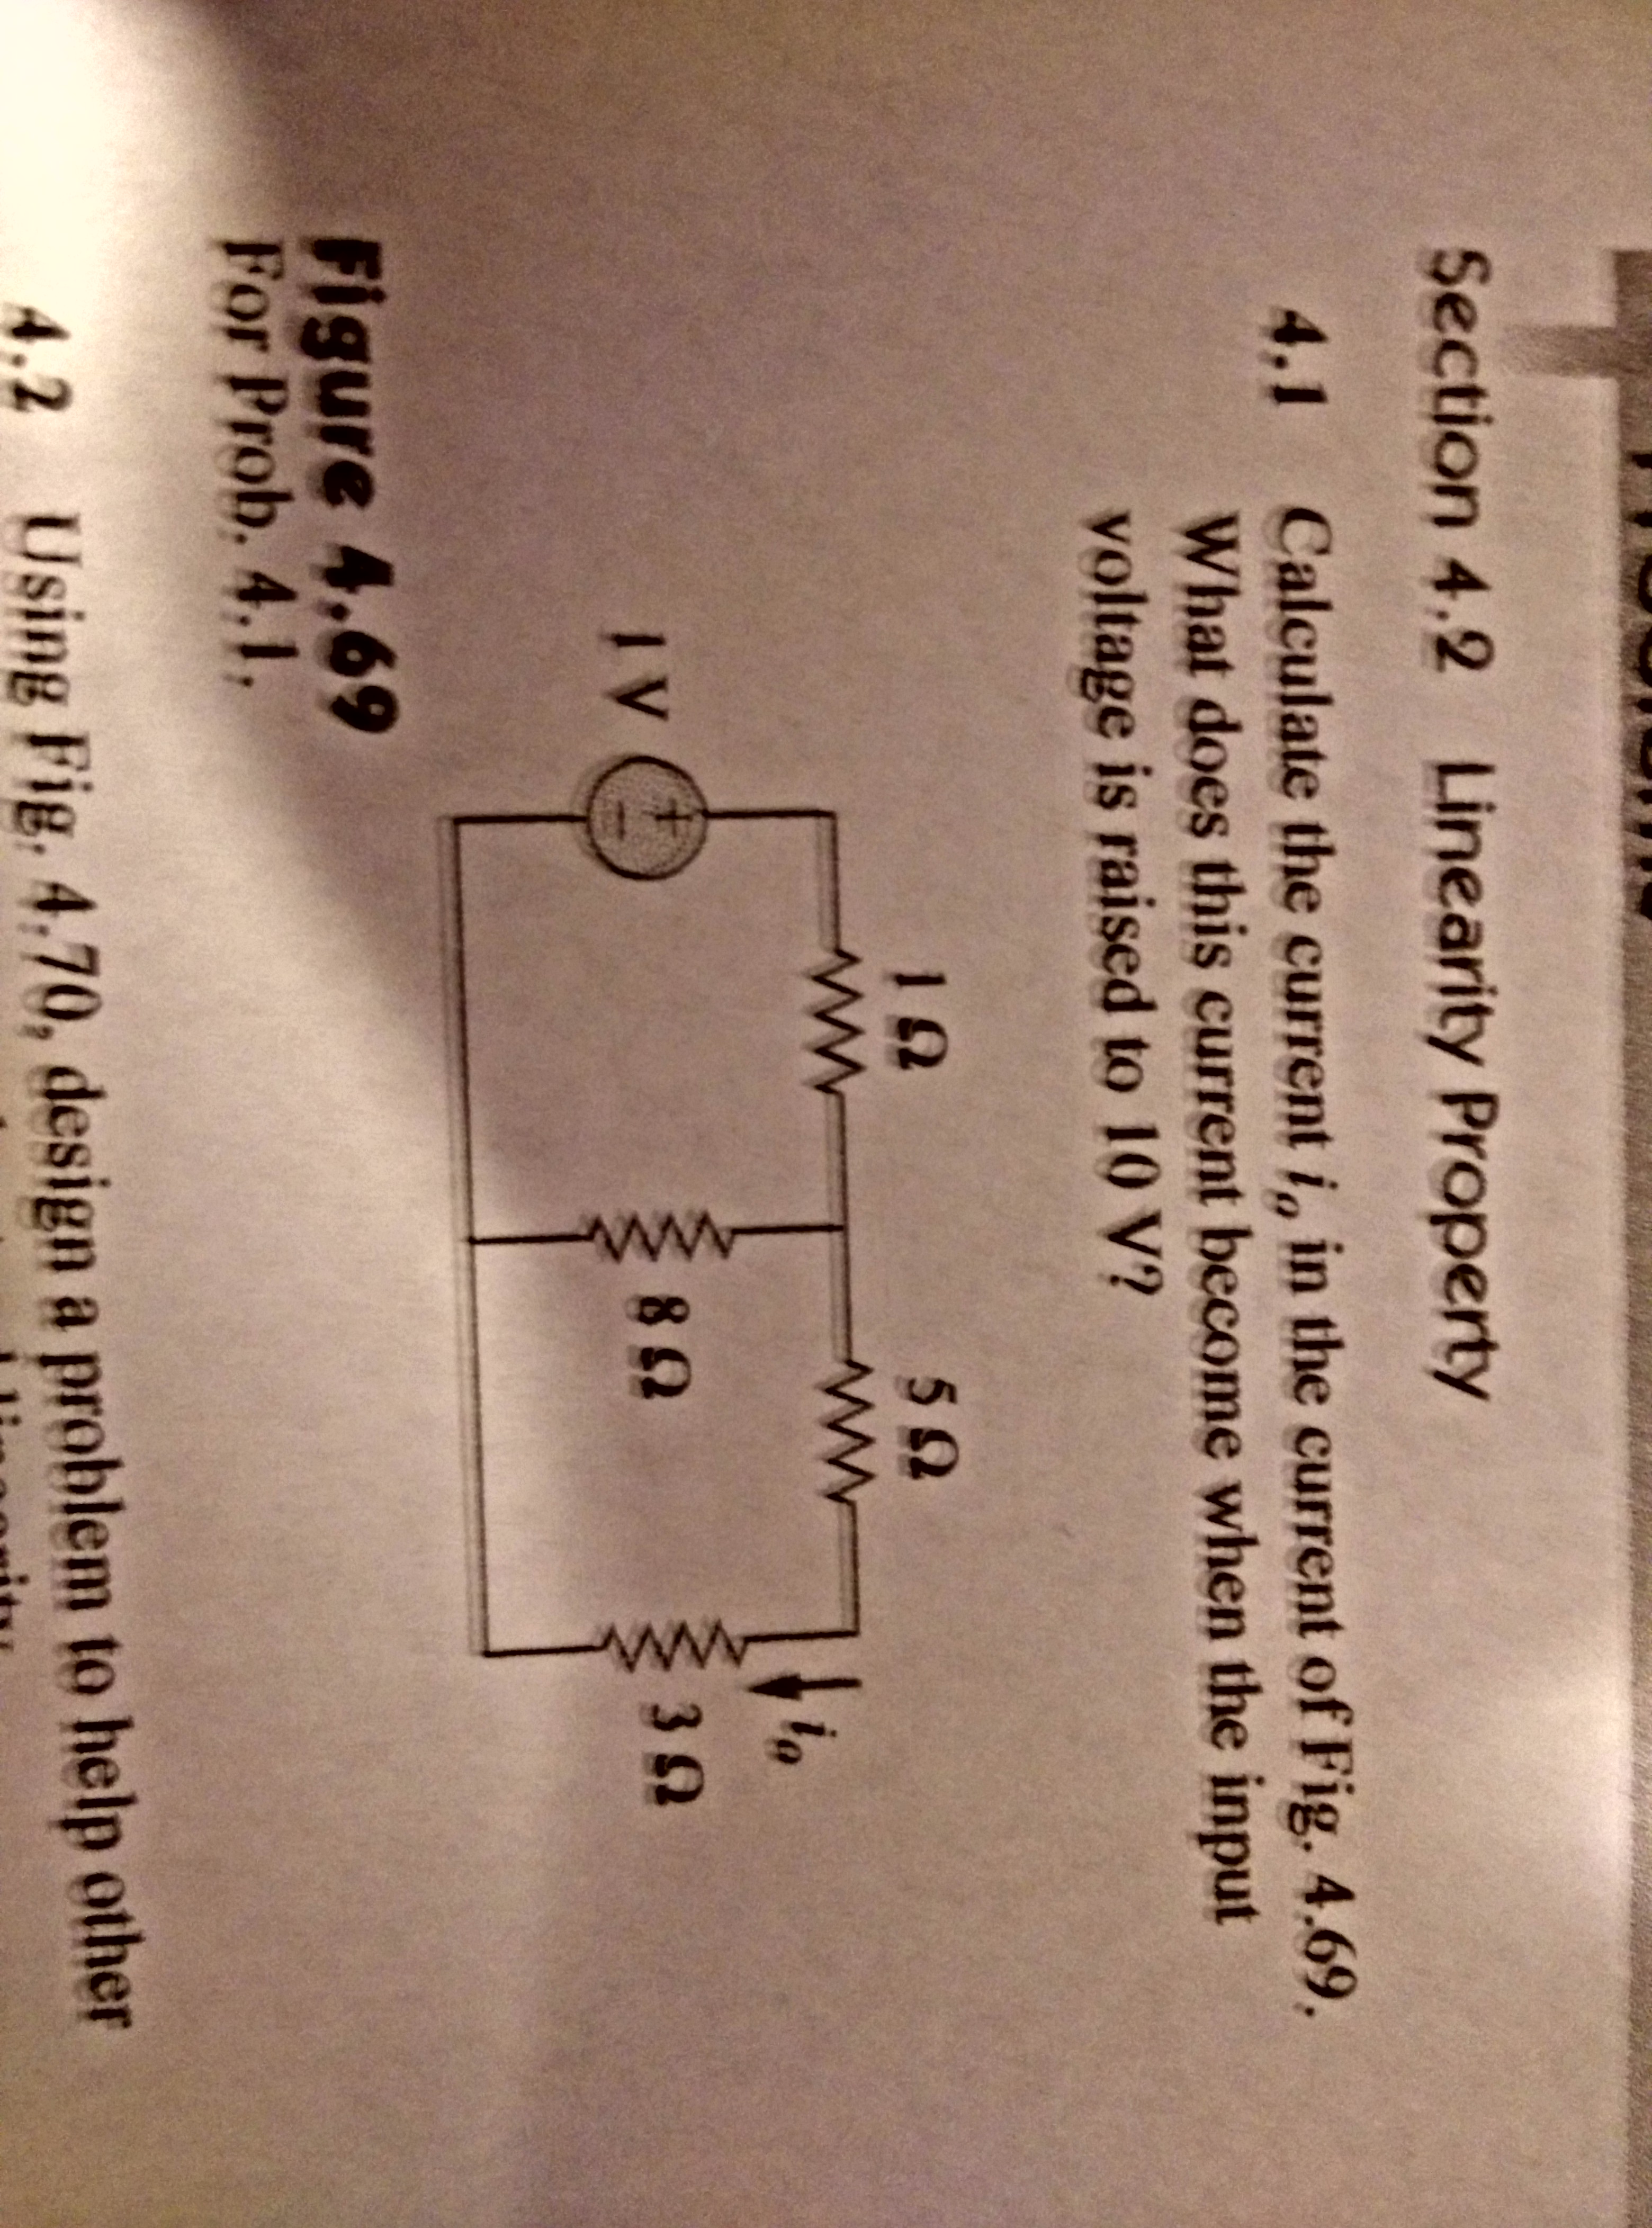 Section 4.2 Linearity Property
4.1 Calculate the current i_o in the current of Fig. 4.69.
What does this current become when the input
voltage is raised to 10 V?
1 Ω
5 Ω
1 V
+
−
8 Ω
i_o
3 Ω
Figure 4.69
For Prob. 4.1.
4.2 Using Fig. 4.70, design a problem to help other